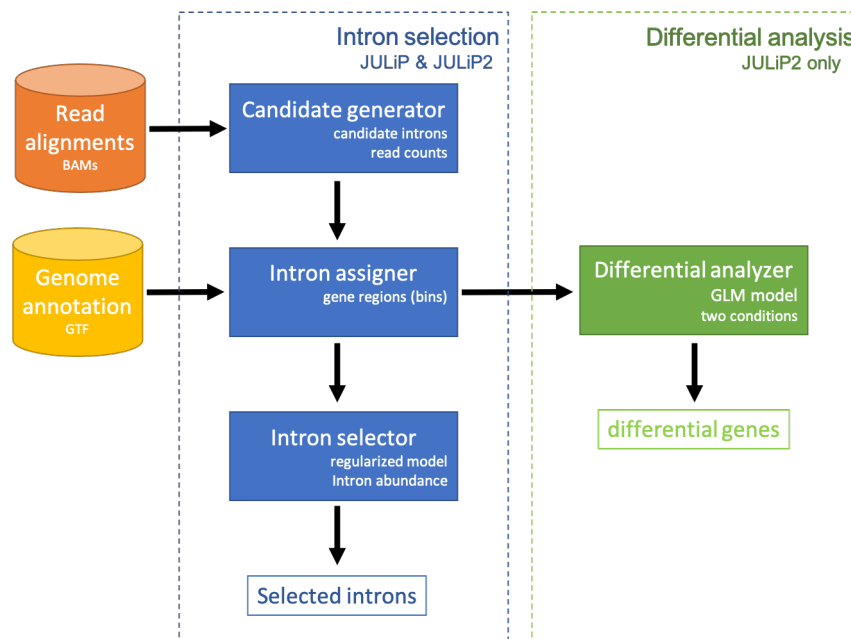 Intron selection
JULiP & JULiP2
Differential analysis
JULiP2 only
Read
alignments
BAMs
Candidate generator
candidate introns
read counts
Genome
annotation
GTF
Intron assigner
gene regions (bins)
Differential analyzer
GLM model
two conditions
Intron selector
regularized model
Intron abundance
differential genes
Selected introns